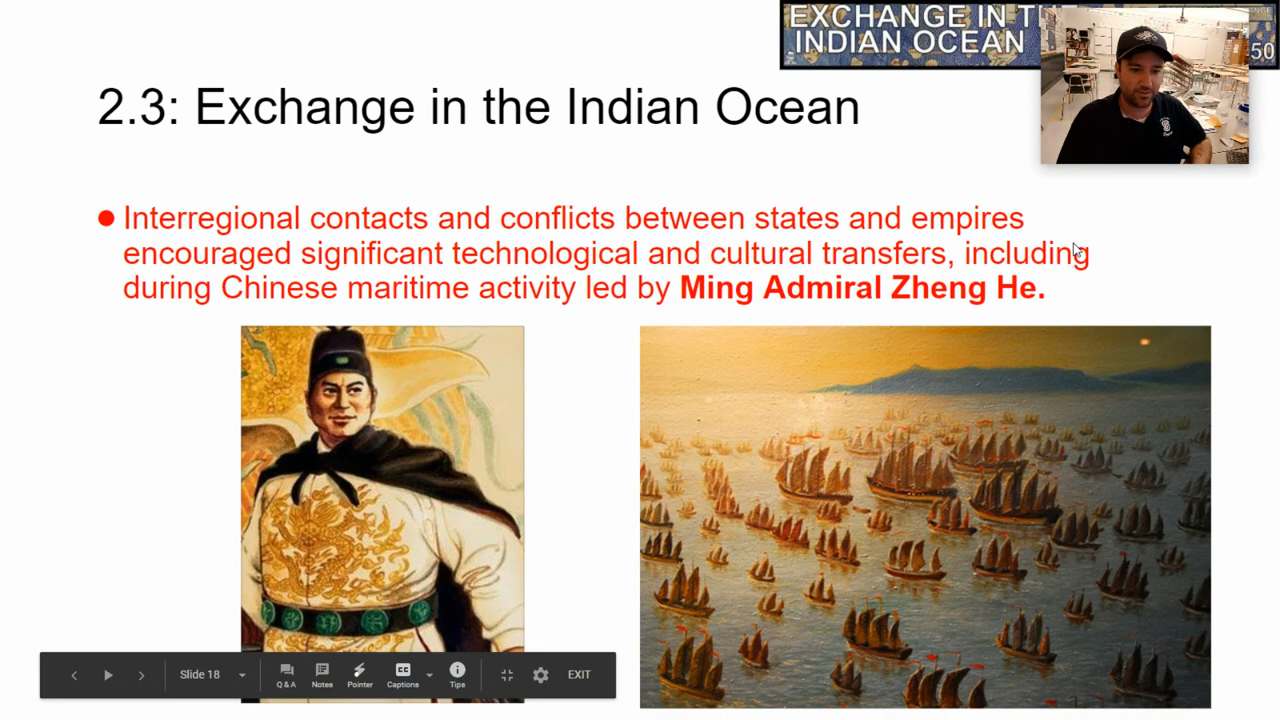 EXCHANGE IN
INDIAN OCEAN
50
2.3: Exchange in the Indian Ocean
Interregional contacts and conflicts between states and empires
encouraged significant technological and cultural transfers, including
during Chinese maritime activity led by Ming Admiral Zheng He.
Slide 18
Q & A
Notes
Pointer
CC
Captions
Tips
EXIT